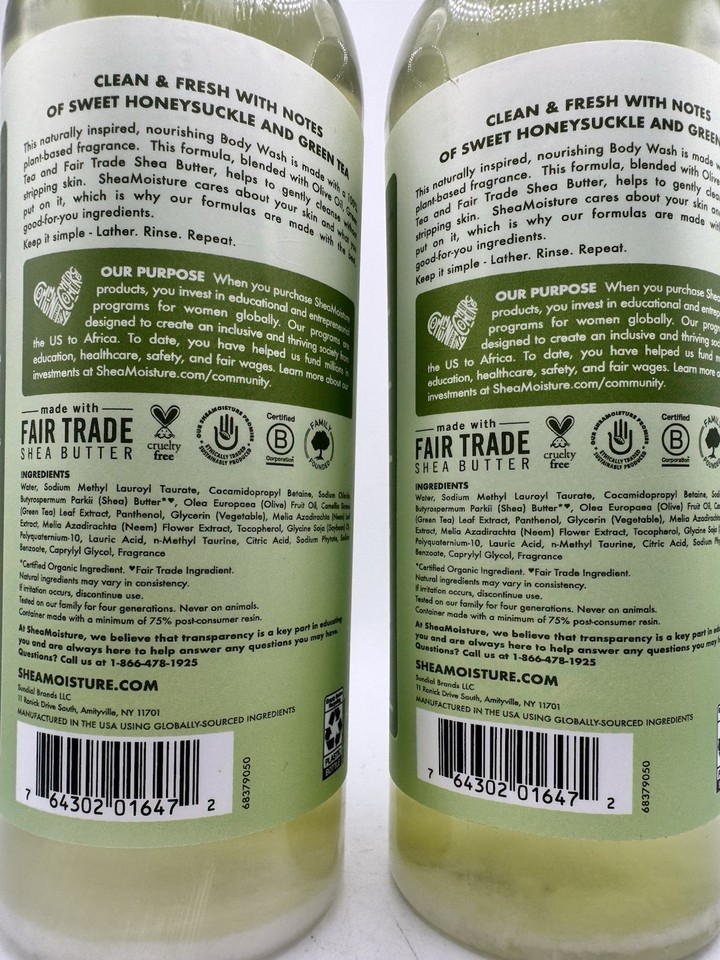 CLEAN & FRESH WITH NOTES
OF SWEET HONEYSUCKLE AND GREEN TEA
This naturally inspired, nourishing Body Wash is made with a 100%
plant-based fragrance. This formula, blended with Olive Oil, Green
Tea and Fair Trade Shea Butter, helps to gently cleanse without
stripping skin. SheaMoisture cares about your skin and what you
put on it, which is why our formulas are made with the best
good-for-you ingredients.
Keep it simple - Lather. Rinse. Repeat.
COMMUNITY COMMERCE
OUR PURPOSE When you purchase SheaMoisture
products, you invest in educational and entrepreneurial
programs for women globally. Our programs are
designed to create an inclusive and thriving society from
the US to Africa. To date, you have helped us fund millions in
education, healthcare, safety, and fair wages. Learn more about our
investments at SheaMoisture.com/community.
made with
FAIR TRADE
SHEA BUTTER
cruelty
free
OUR SHEAMOISTURE PROMISE
ETHICALLY TRADED
SUSTAINABLY PRODUCED
Certified
B
Corporation
FAMILY
FOUNDED
INGREDIENTS
Water, Sodium Methyl Lauroyl Taurate, Cocamidopropyl Betaine, Sodium Chloride,
Butyrospermum Parkii (Shea) Butter*♥, Olea Europaea (Olive) Fruit Oil, Camellia Sinensis
(Green Tea) Leaf Extract, Panthenol, Glycerin (Vegetable), Melia Azadirachta (Neem) Leaf
Extract, Melia Azadirachta (Neem) Flower Extract, Tocopherol, Glycine Soja (Soybean) Oil,
Polyquaternium-10, Lauric Acid, n-Methyl Taurine, Citric Acid, Sodium Phytate, Sodium
Benzoate, Caprylyl Glycol, Fragrance
*Certified Organic Ingredient. ♥Fair Trade Ingredient.
Natural ingredients may vary in consistency.
If irritation occurs, discontinue use.
Tested on our family for four generations. Never on animals.
Container made with a minimum of 75% post-consumer resin.
At SheaMoisture, we believe that transparency is a key part in educating
you and always here to help answer any questions you may have.
Questions? Call us at 1-866-478-1925
SHEAMOISTURE.COM
Sundial Brands LLC
11 Ranick Drive South, Amityville, NY 11701
MANUFACTURED IN THE USA USING GLOBALLY-SOURCED INGREDIENTS
PLASTIC
BOTTLE
7 64302 01647 2
68379050
CLEAN & FRESH WITH NOTES
OF SWEET HONEYSUCKLE AND GREEN
This naturally inspired, nourishing Body Wash is made
plant-based fragrance. This formula, blended with Olive
Tea and Fair Trade Shea Butter, helps to gently
stripping skin. SheaMoisture cares about your skin
put on it, which is why our formulas are made with
good-for-you ingredients.
Keep it simple - Lather. Rinse. Repeat.
COMMUNITY COMMERCE
OUR PURPOSE When you purchase
products, you invest in educational and
programs for women globally. Our
designed to create an inclusive and thriving
the US to Africa. To date, you have helped us fund
education, healthcare, safety, and fair wages. Learn more
investments at SheaMoisture.com/community.
made with
FAIR TRADE
SHEA BUTTER
cruelty
free
OUR SHEAMOISTURE PROMISE
ETHICALLY TRADED
SUSTAINABLY PRODUCED
Certified
B
Corporation
INGREDIENTS
Water, Sodium Methyl Lauroyl Taurate, Cocamidopropyl Betaine,
Butyrospermum Parkii (Shea) Butter*♥, Olea Europaea (Olive) Fruit Oil,
(Green Tea) Leaf Extract, Panthenol, Glycerin (Vegetable), Melia
Extract, Melia Azadirachta (Neem) Flower Extract, Tocopherol, Glycine Soja
Polyquaternium-10, Lauric Acid, n-Methyl Taurine, Citric Acid, Sodium
Benzoate, Caprylyl Glycol, Fragrance
*Certified Organic Ingredient. ♥Fair Trade Ingredient.
Natural ingredients may vary in consistency.
If irritation occurs, discontinue use.
Tested on our family for four generations. Never on animals.
Container made with a minimum of 75% post-consumer resin.
At SheaMoisture, we believe that transparency is a key part in
you and always here to help answer any questions you may
Questions? Call us at 1-866-478-1925
SHEAMOISTURE.COM
Sundial Brands LLC
11 Ranick Drive South, Amityville, NY 11701
MANUFACTURED IN THE USA USING GLOBALLY-SOURCED INGREDIENTS
7 64302 01647 2
68379050